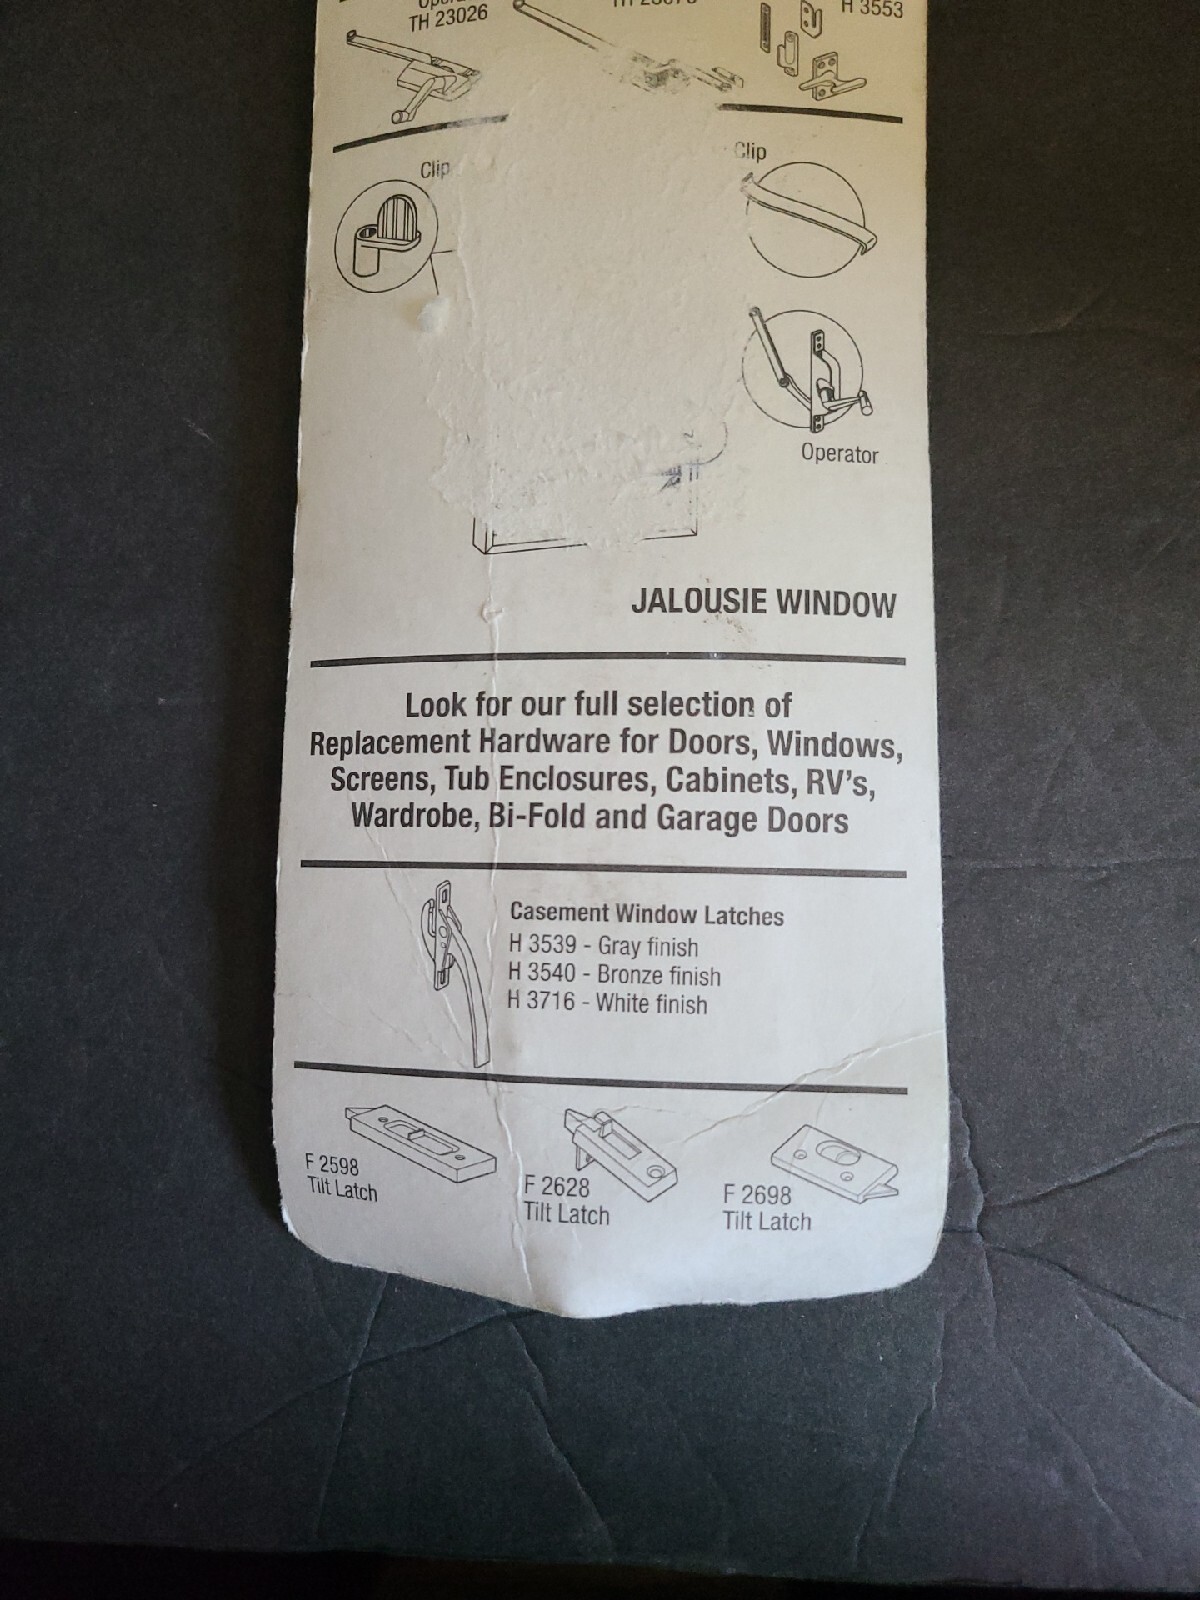 TH 23026
H 3553
Clip
Clip
Operator
JALOUSIE WINDOW
Look for our full selection of
Replacement Hardware for Doors, Windows,
Screens, Tub Enclosures, Cabinets, RV's,
Wardrobe, Bi-Fold and Garage Doors
Casement Window Latches
H 3539 - Gray finish
H 3540 - Bronze finish
H 3716 - White finish
F 2598
Tilt Latch
F 2628
Tilt Latch
F 2698
Tilt Latch